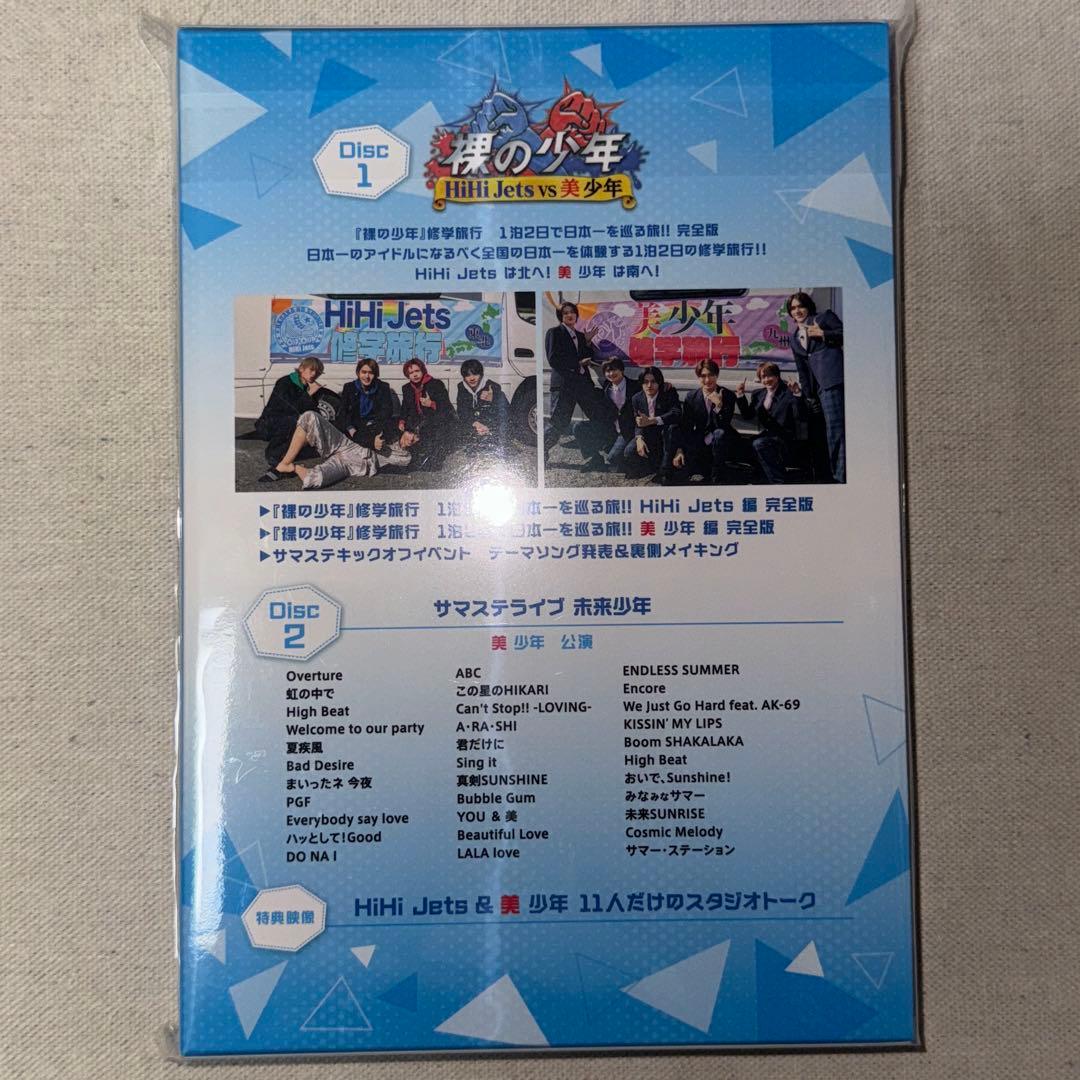 Disc
1
裸の少年
HiHi Jets vs 美 少年
『裸の少年』修学旅行 1泊2日で日本一を巡る旅!! 完全版
日本一のアイドルになるべく全国の日本一を体験する1泊2日の修学旅行!!
HiHi Jets は北へ! 美 少年 は南へ!
HiHi Jets
修学旅行
HiHi Jets
美 少年
修学旅行
九州
▶『裸の少年』修学旅行 1泊 日本一を巡る旅!! HiHi Jets 編 完全版
▶『裸の少年』修学旅行 1泊 日本一を巡る旅!! 美 少年 編 完全版
▶サマステキックオフイベント テーマソング発表&裏側メイキング
Disc
2
サマステライブ 未来少年
美 少年 公演
Overture
虹の中で
High Beat
Welcome to our party
夏疾風
Bad Desire
まいったネ 今夜
PGF
Everybody say love
ハッとして!Good
DO NA I
ABC
この星のHIKARI
Can't Stop!! -LOVING-
A・RA・SHI
君だけに
Sing it
真剣SUNSHINE
Bubble Gum
YOU & 美
Beautiful Love
LALA love
ENDLESS SUMMER
Encore
We Just Go Hard feat. AK-69
KISSIN' MY LIPS
Boom SHAKALAKA
High Beat
おいで、Sunshine!
みなみなサマー
未来SUNRISE
Cosmic Melody
サマー・ステーション
特典映像
HiHi Jets & 美 少年 11人だけのスタジオトーク